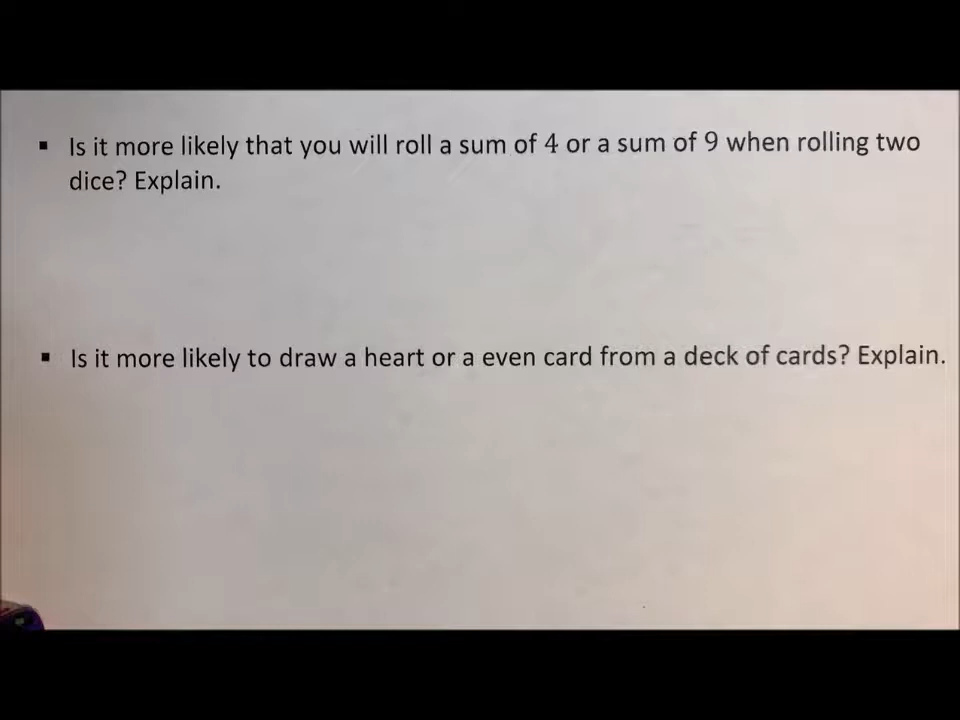 ▪ Is it more likely that you will roll a sum of 4 or a sum of 9 when rolling two
dice? Explain.
▪ Is it more likely to draw a heart or a even card from a deck of cards? Explain.